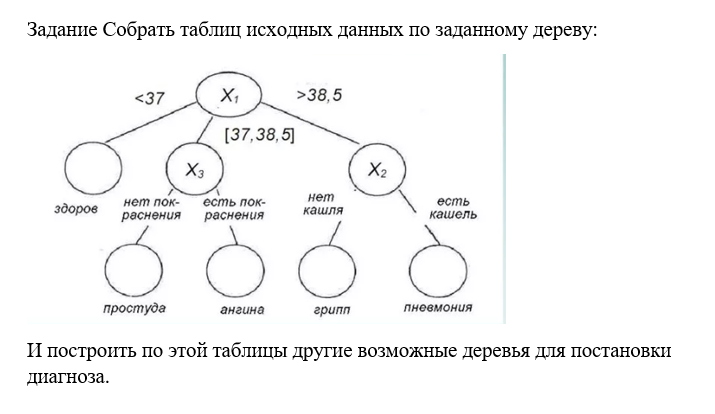 Задание Собрать таблиц исходных данных по заданному дереву:
<37
X1
>38,5
[37,38,5]
X3
X2
здоров
нет пок-
раснения
есть пок-
раснения
нет
кашля
есть
кашель
простуда
ангина
грипп
пневмония
И построить по этой таблицы другие возможные деревья для постановки
диагноза.